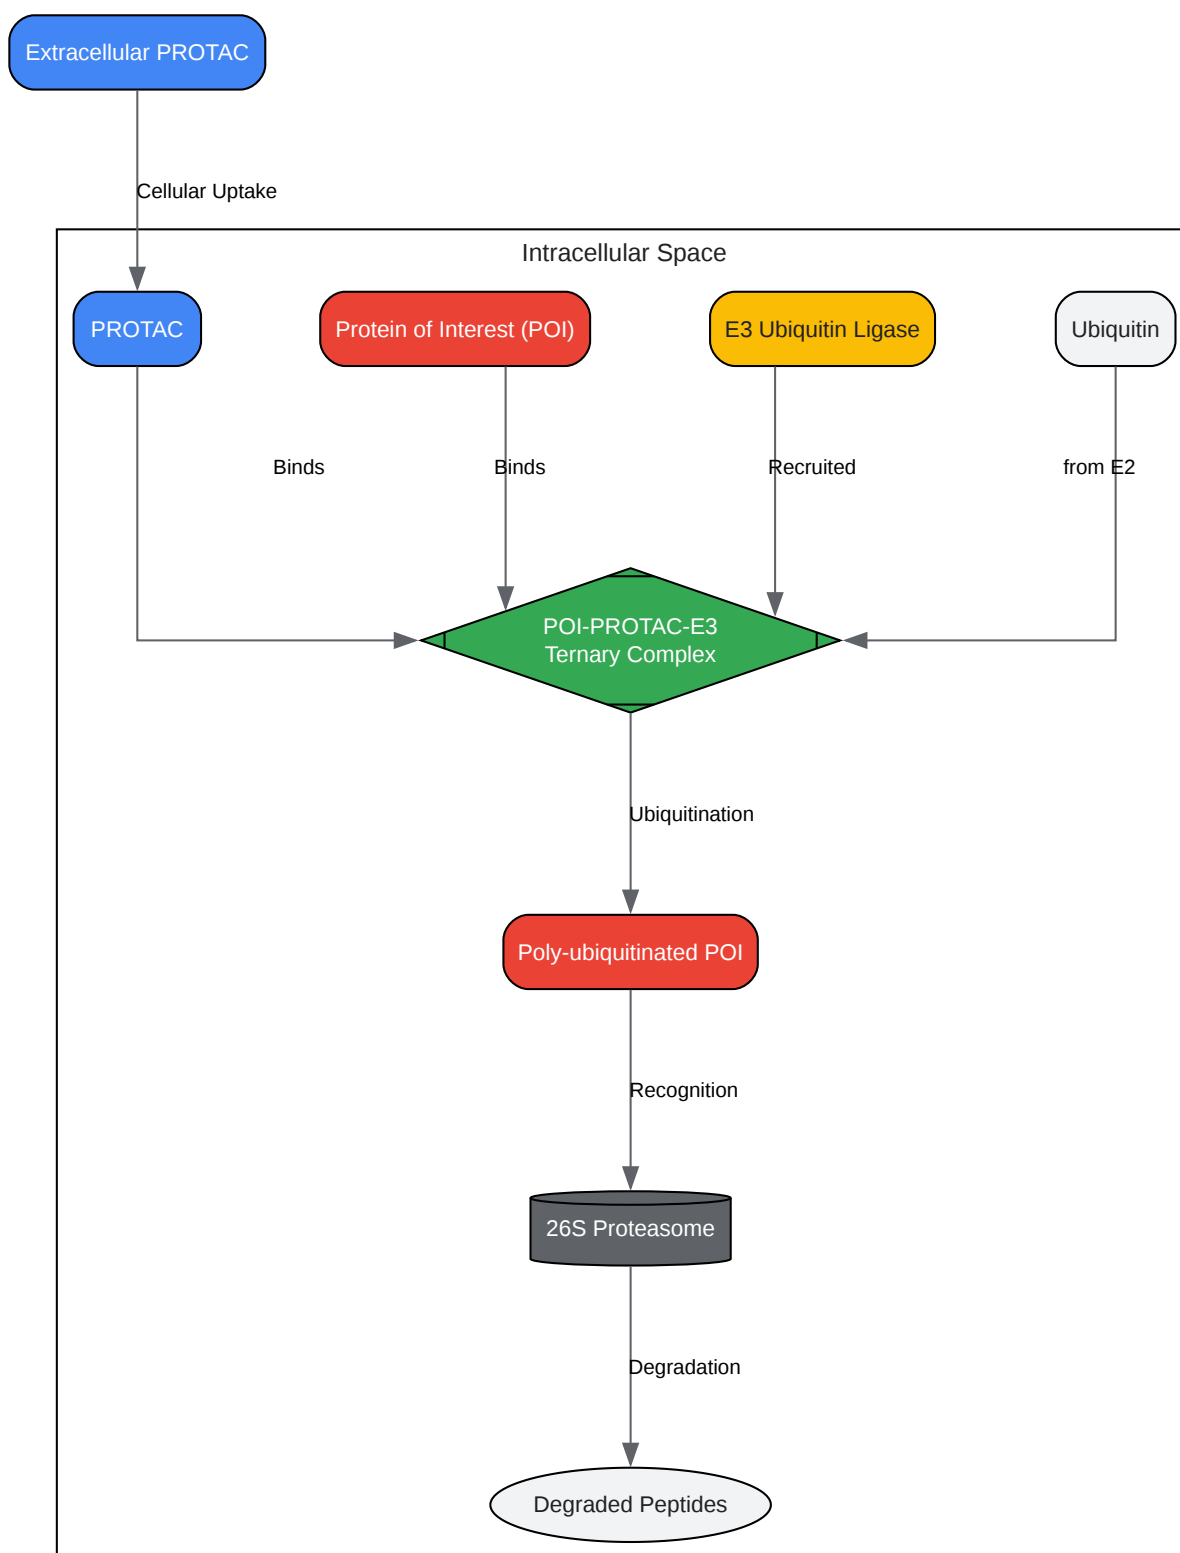 Extracellular PROTAC
Cellular Uptake
Intracellular Space
PROTAC
Protein of Interest (POI)
E3 Ubiquitin Ligase
Ubiquitin
Binds
Binds
Recruited
from E2
POI-PROTAC-E3
Ternary Complex
Ubiquitination
Poly-ubiquitinated POI
Recognition
26S Proteasome
Degradation
Degraded Peptides